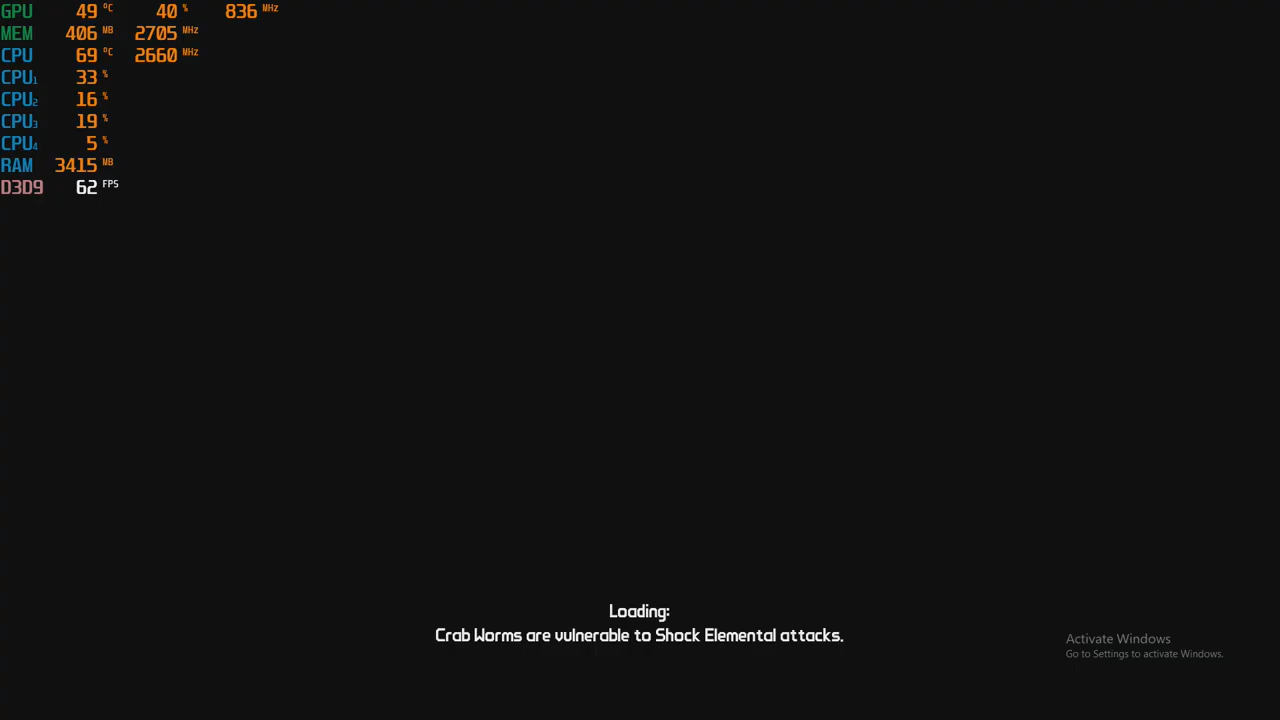 GPU 49 °C 40 % 836 MHz
MEM 406 MB 2705 MHz
CPU 69 °C 2660 MHz
CPU1 33 %
CPU2 16 %
CPU3 19 %
CPU4 5 %
RAM 3415 MB
D3D9 62 FPS
Loading:
Crab Worms are vulnerable to Shock Elemental attacks.
Activate Windows
Go to Settings to activate Windows.